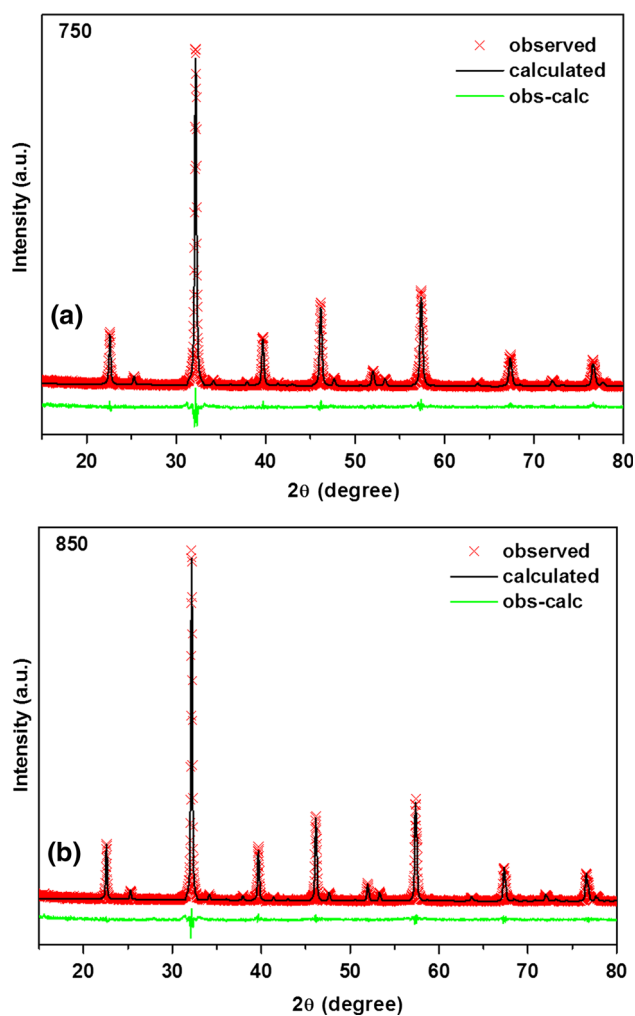 750
observed
calculated
obs-calc
Intensity (a.u.)
(a)
20 30 40 50 60 70 80
2θ (degree)
850
observed
calculated
obs-calc
Intensity (a.u.)
(b)
20 30 40 50 60 70 80
2θ (degree)